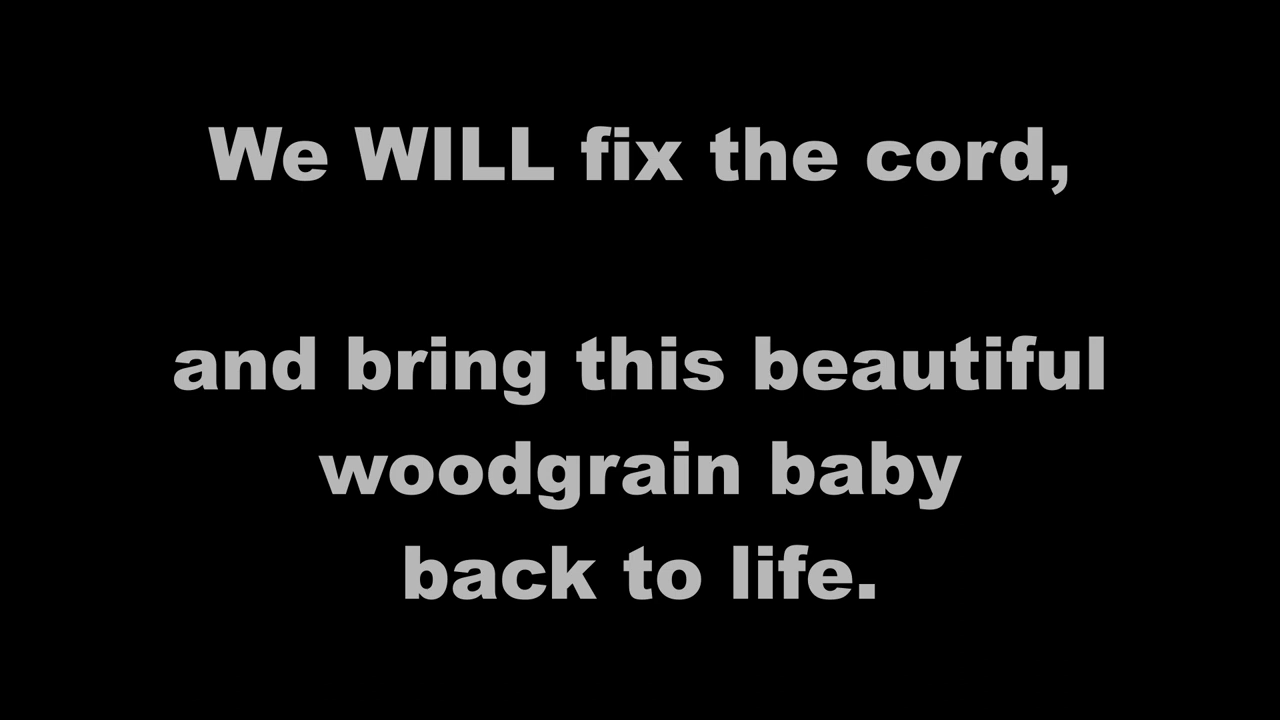 We WILL fix the cord,
and bring this beautiful
woodgrain baby
back to life.